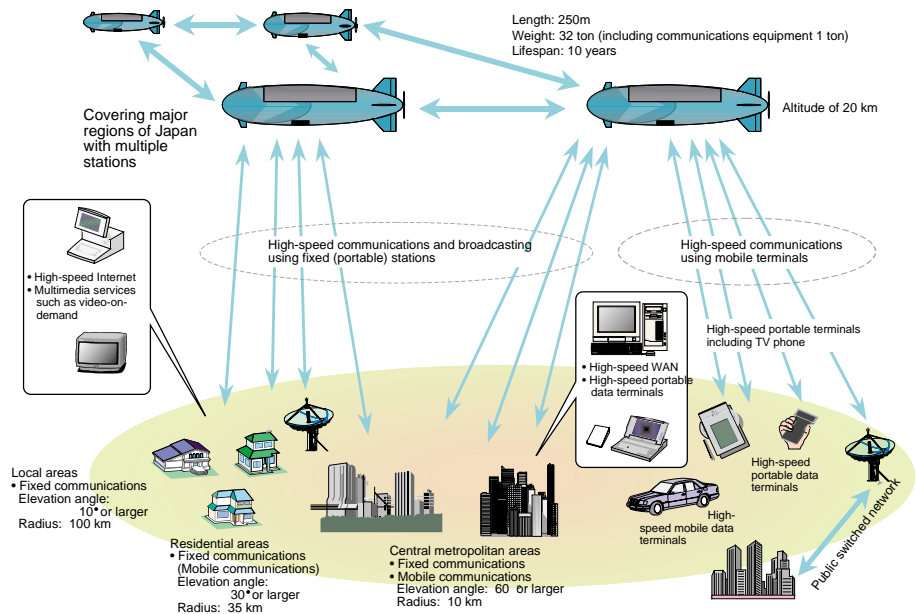 Length: 250m
Weight: 32 ton (including communications equipment 1 ton)
Lifespan: 10 years
Altitude of 20 km
Covering major
regions of Japan
with multiple
stations
High-speed communications and broadcasting
using fixed (portable) stations
High-speed communications
using mobile terminals
• High-speed Internet
• Multimedia services
such as video-on-
demand
High-speed portable terminals
including TV phone
• High-speed WAN
• High-speed portable
data terminals
High-speed
portable data
terminals
High-
speed mobile data
terminals
Public switched network
Local areas
• Fixed communications
Elevation angle:
10° or larger
Radius: 100 km
Residential areas
• Fixed communications
(Mobile communications)
Elevation angle:
30° or larger
Radius: 35 km
Central metropolitan areas
• Fixed communications
• Mobile communications
Elevation angle: 60 or larger
Radius: 10 km